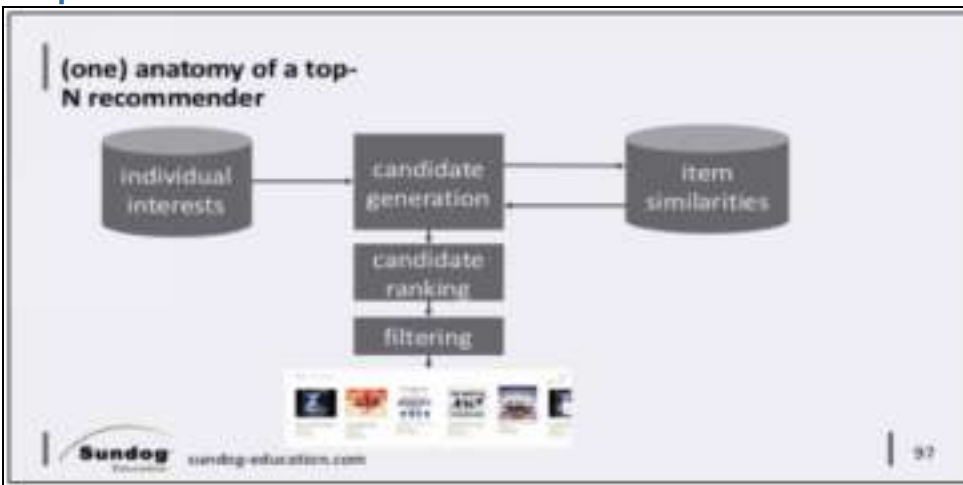 (one) anatomy of a top-
N recommender
individual
interests
candidate
generation
item
similarities
candidate
ranking
filtering
Sundog
Education
sundog-education.com
97